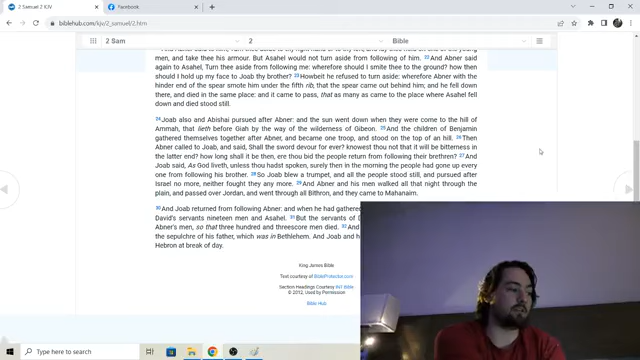 2 Samuel 2 KJV
Facebook
biblehub.com/kjv/2_samuel/2.htm
2 Sam
2
Bible
men, and take thee his armour. But Asahel would not turn aside from following of him. 22 And Abner said
again to Asahel, Turn thee aside from following me: wherefore should I smite thee to the ground? how then
should I hold up my face to Joab thy brother? 23 Howbeit he refused to turn aside: wherefore Abner with the
hinder end of the spear smote him under the fifth rib, that the spear came out behind him; and he fell down
there, and died in the same place: and it came to pass, that as many as came to the place where Asahel fell
down and died stood still.
24 Joab also and Abishai pursued after Abner: and the sun went down when they were come to the hill of
Ammah, that lieth before Giah by the way of the wilderness of Gibeon. 25 And the children of Benjamin
gathered themselves together after Abner, and became one troop, and stood on the top of an hill. 26 Then
Abner called to Joab, and said, Shall the sword devour for ever? knowest thou not that it will be bitterness in
the latter end? how long shall it be then, ere thou bid the people return from following their brethren? 27 And
Joab said, As God liveth, unless thou hadst spoken, surely then in the morning the people had gone up every
one from following his brother. 28 So Joab blew a trumpet, and all the people stood still, and pursued after
Israel no more, neither fought they any more. 29 And Abner and his men walked all that night through the
plain, and passed over Jordan, and went through all Bithron, and they came to Mahanaim.
30 And Joab returned from following Abner: and when he had gathered
David's servants nineteen men and Asahel. 31 But the servants of D
Abner's men, so that three hundred and threescore men died. 32 And
the sepulchre of his father, which was in Bethlehem. And Joab and h
Hebron at break of day.
King James Bible
Text courtesy of BibleProtector.com
Section Headings Courtesy INT Bible
© 2012, Used by Permission
Bible Hub
Type here to search